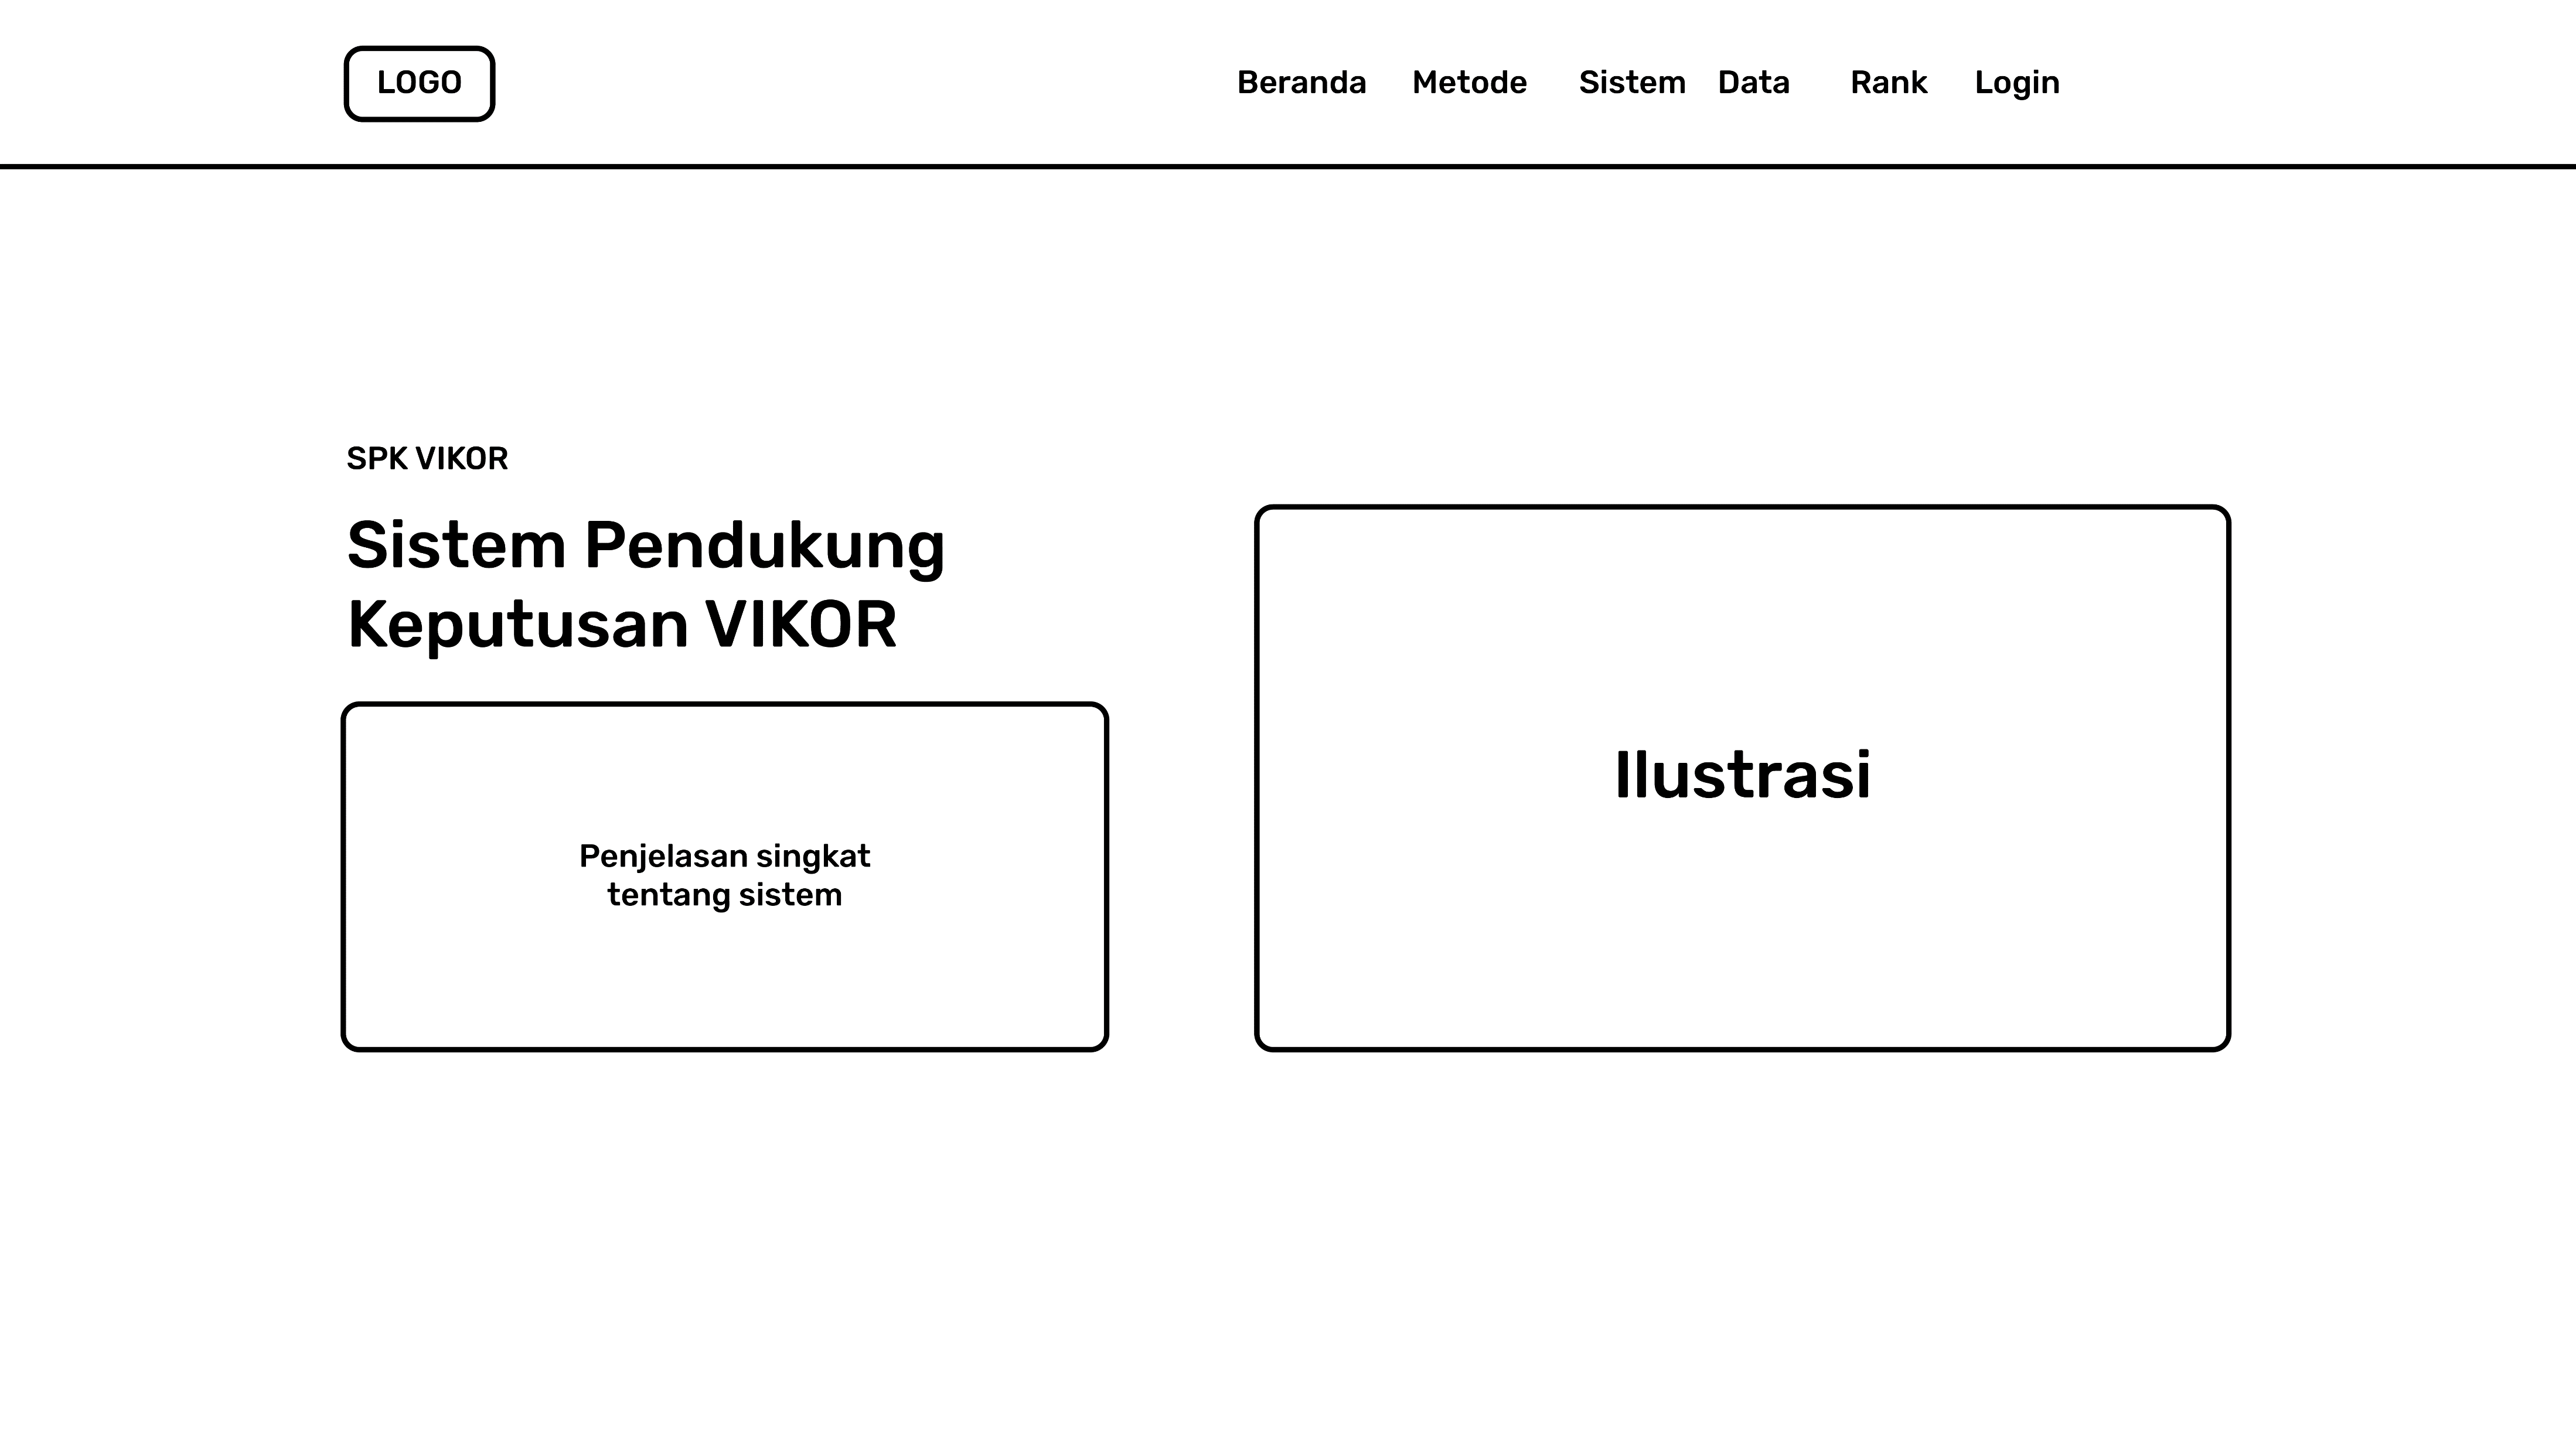 LOGO
Beranda Metode Sistem Data Rank Login
SPK VIKOR
Sistem Pendukung
Keputusan VIKOR
Penjelasan singkat
tentang sistem
Ilustrasi